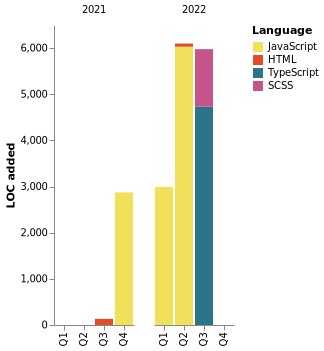 2021 2022
Language
JavaScript
HTML
TypeScript
SCSS
LOC added
6,000
5,000
4,000
3,000
2,000
1,000
0
Q1 Q2 Q3 Q4 Q1 Q2 Q3 Q4